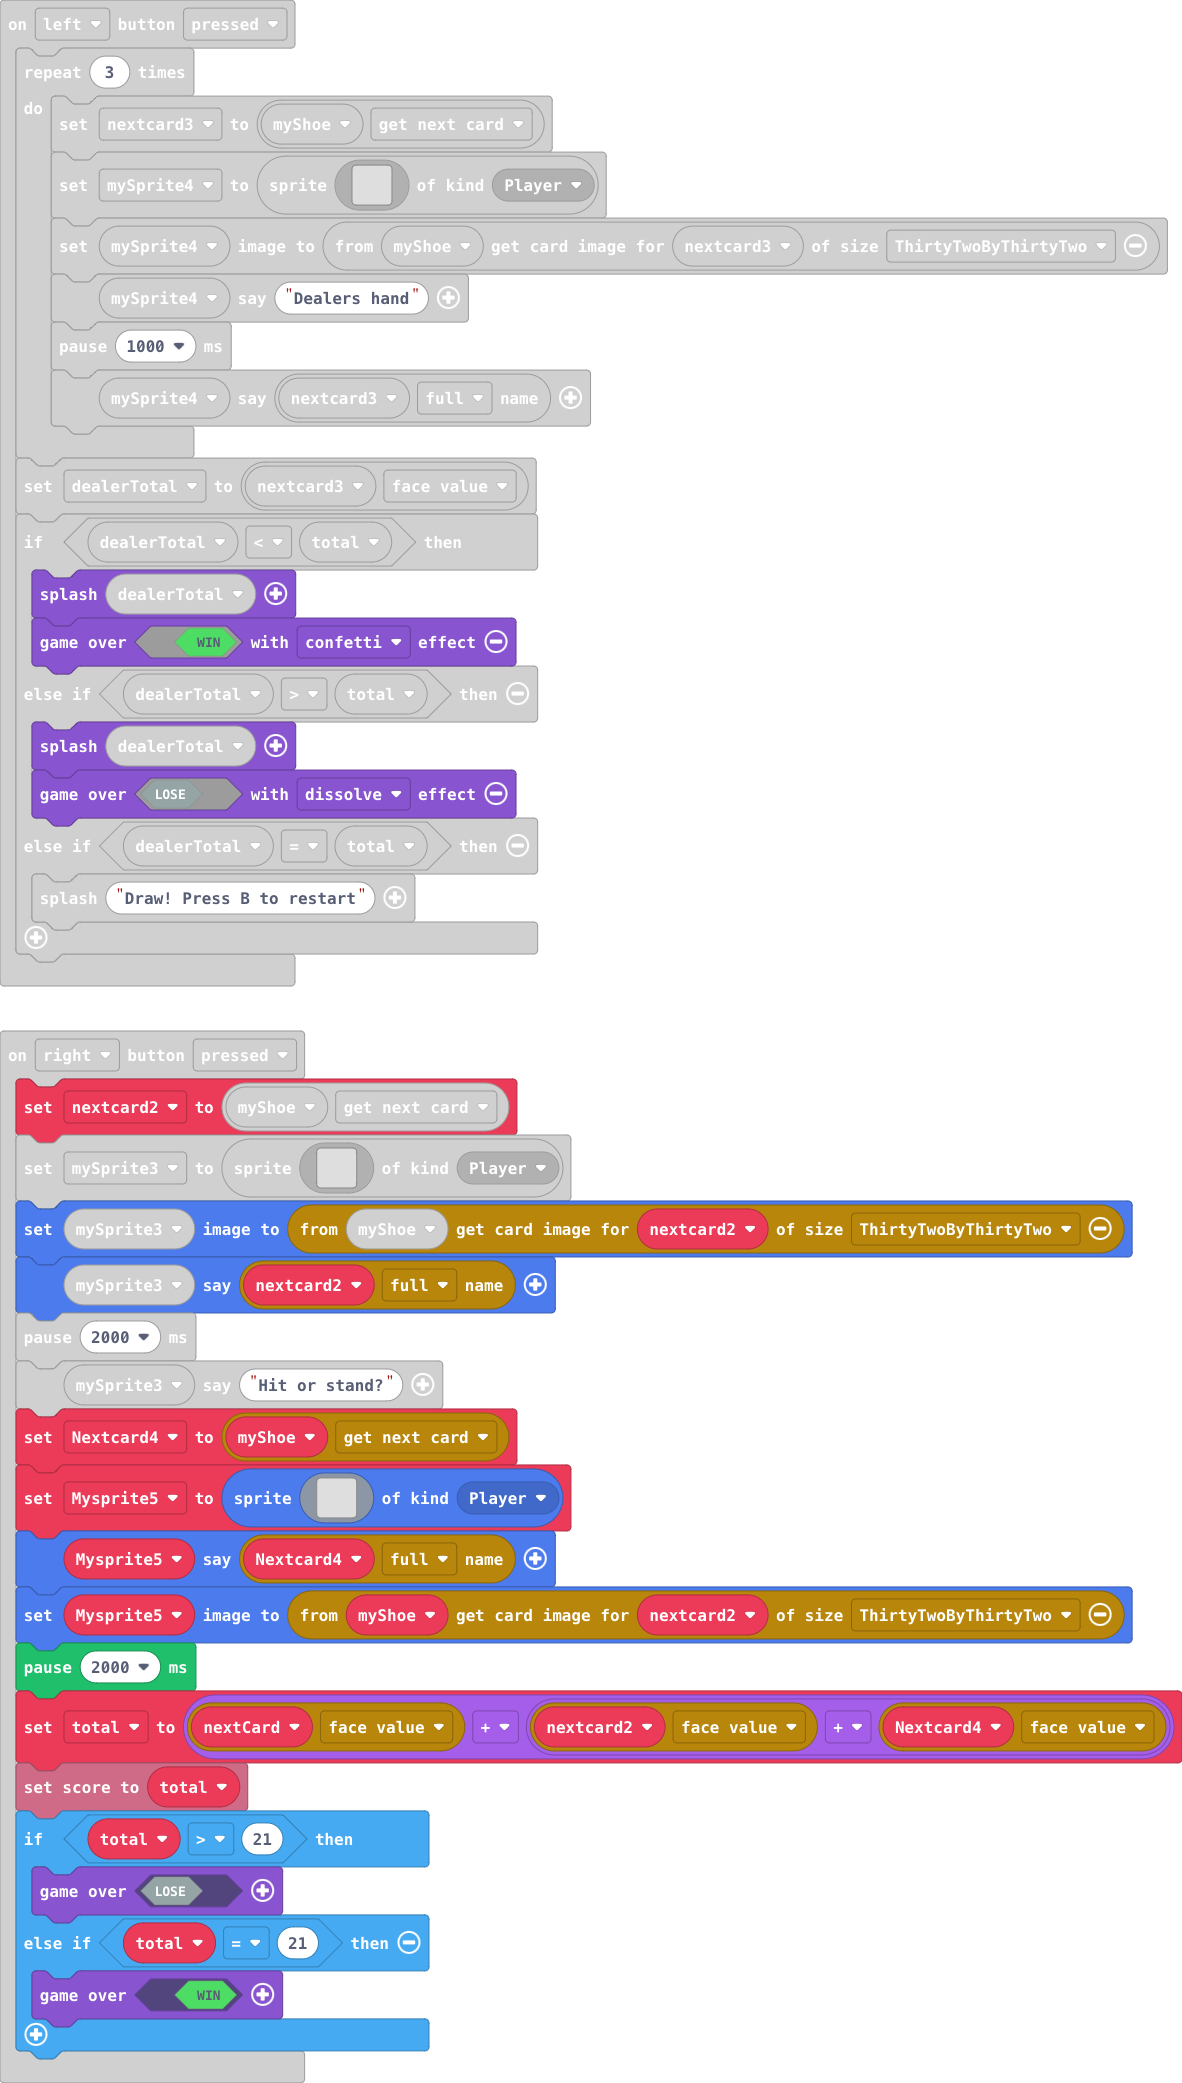 on left button pressed
repeat 3 times
do set nextcard3 to myShoe get next card
set mySprite4 to sprite of kind Player
set mySprite4 image to from myShoe get card image for nextcard3 of size ThirtyTwoByThirtyTwo
mySprite4 say "Dealers hand"
pause 1000 ms
mySprite4 say nextcard3 full name
set dealerTotal to nextcard3 face value
if dealerTotal < total then
splash dealerTotal
game over WIN with confetti effect
else if dealerTotal > total then
splash dealerTotal
game over LOSE with dissolve effect
else if dealerTotal = total then
splash "Draw! Press B to restart"
on right button pressed
set nextcard2 to myShoe get next card
set mySprite3 to sprite of kind Player
set mySprite3 image to from myShoe get card image for nextcard2 of size ThirtyTwoByThirtyTwo
mySprite3 say nextcard2 full name
pause 2000 ms
mySprite3 say "Hit or stand?"
set Nextcard4 to myShoe get next card
set Mysprite5 to sprite of kind Player
Mysprite5 say Nextcard4 full name
set Mysprite5 image to from myShoe get card image for nextcard2 of size ThirtyTwoByThirtyTwo
pause 2000 ms
set total to nextCard face value + nextcard2 face value + Nextcard4 face value
set score to total
if total > 21 then
game over LOSE
else if total = 21 then
game over WIN